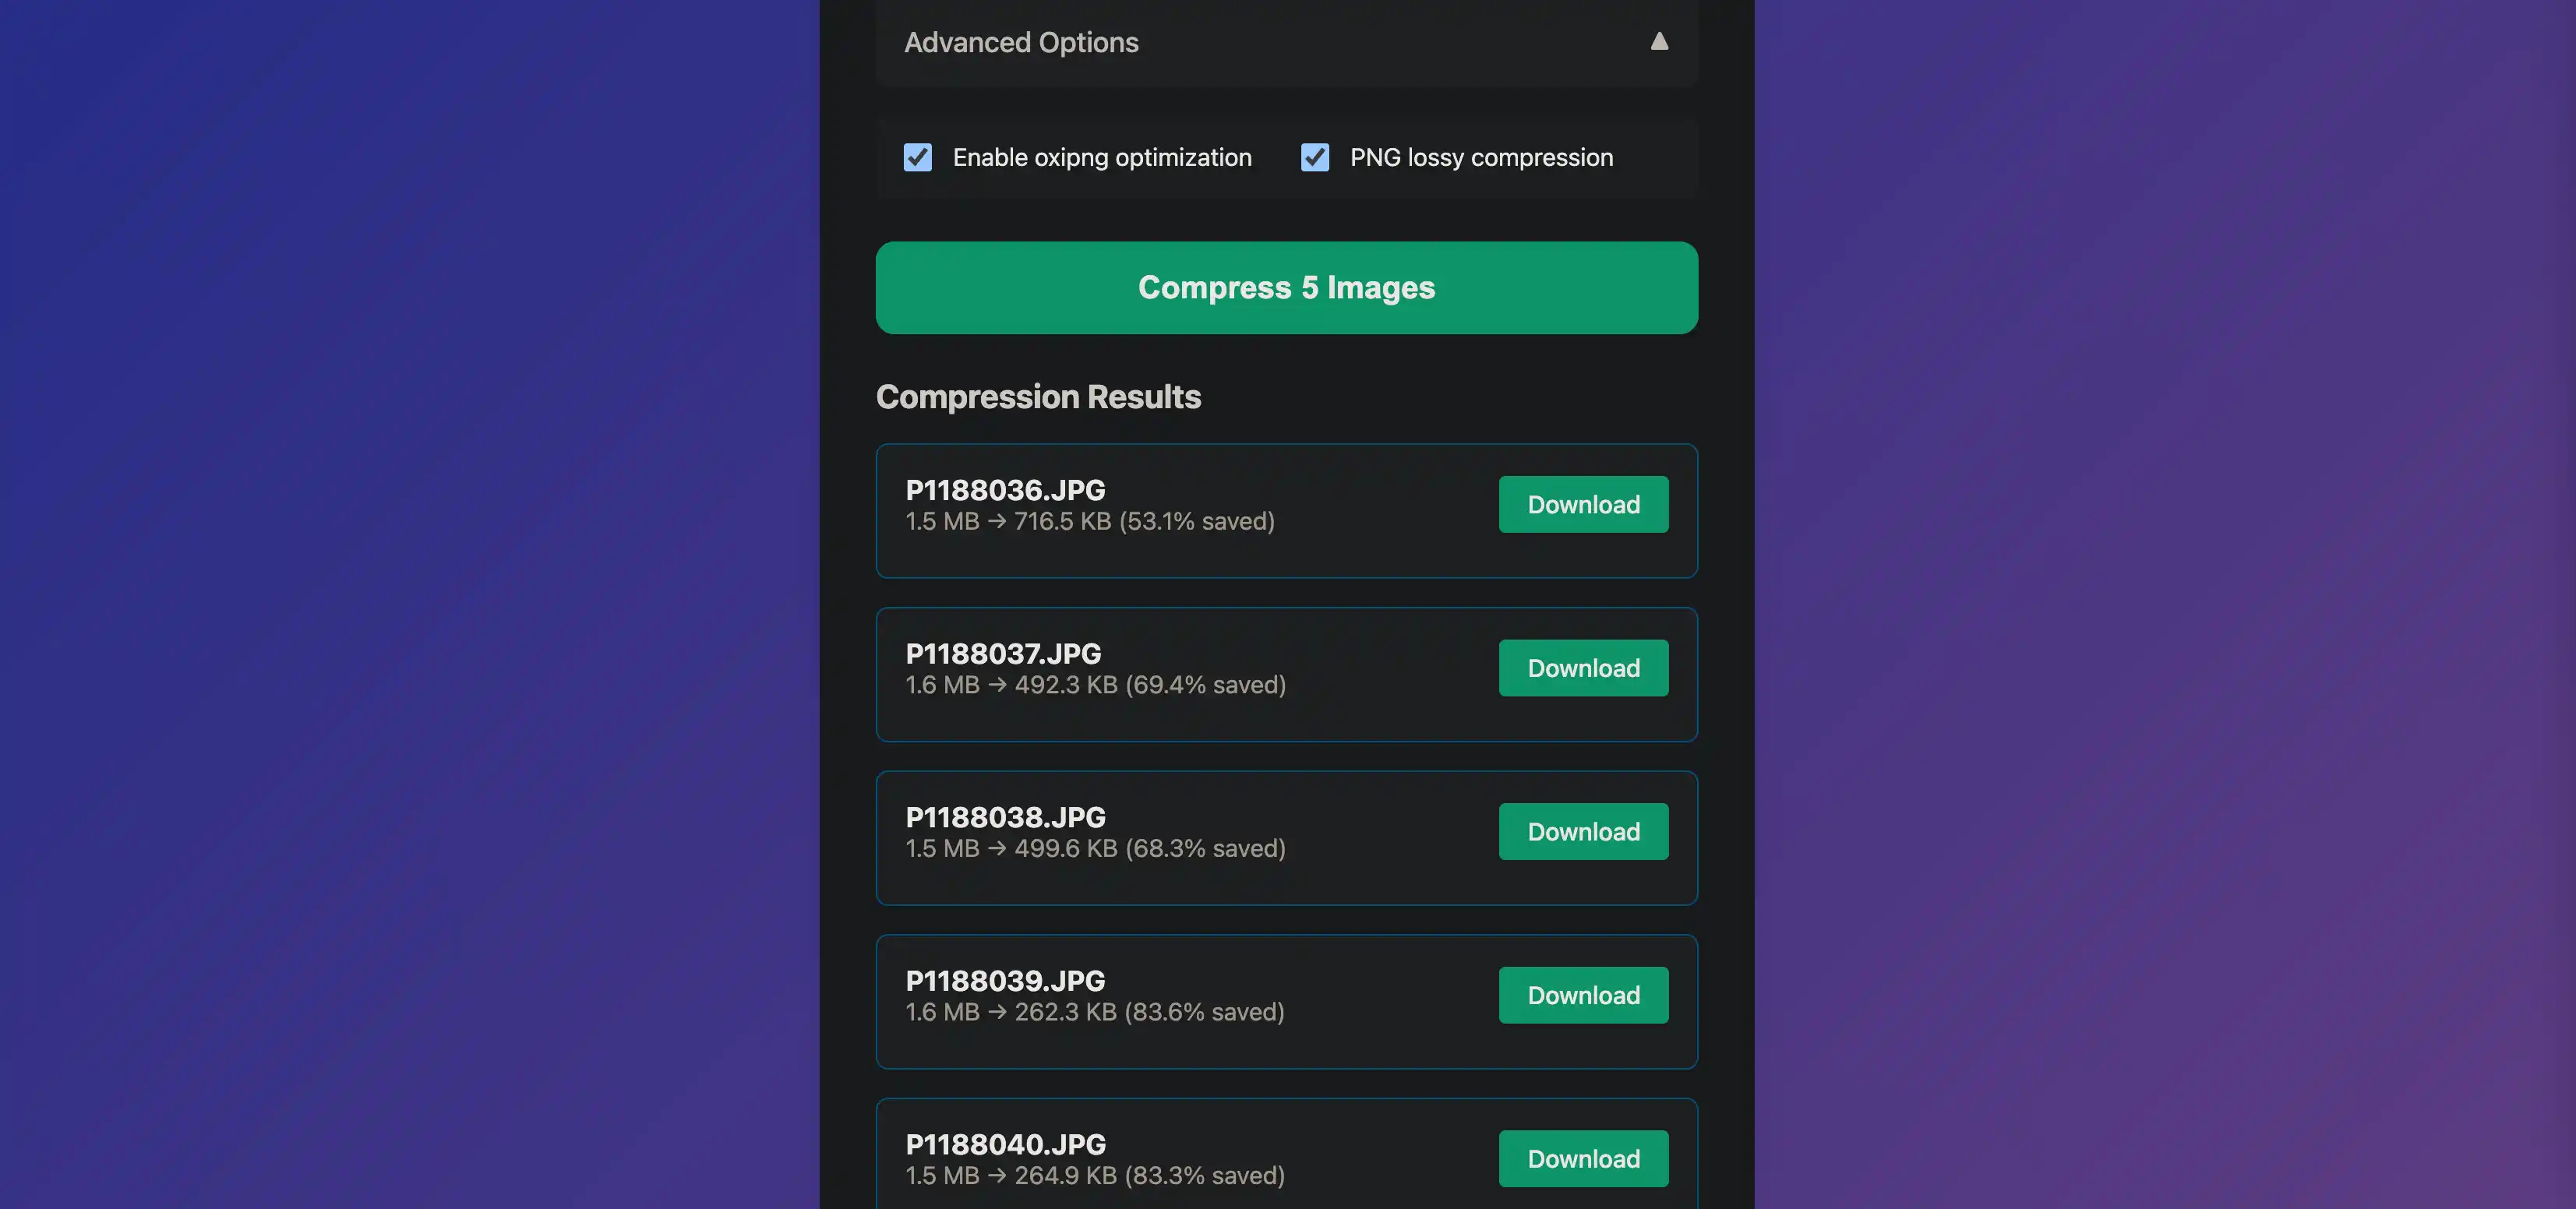 Advanced Options ▲
Enable oxipng optimization PNG lossy compression
Compress 5 Images
Compression Results
P1188036.JPG
1.5 MB → 716.5 KB (53.1% saved)
Download
P1188037.JPG
1.6 MB → 492.3 KB (69.4% saved)
Download
P1188038.JPG
1.5 MB → 499.6 KB (68.3% saved)
Download
P1188039.JPG
1.6 MB → 262.3 KB (83.6% saved)
Download
P1188040.JPG
1.5 MB → 264.9 KB (83.3% saved)
Download